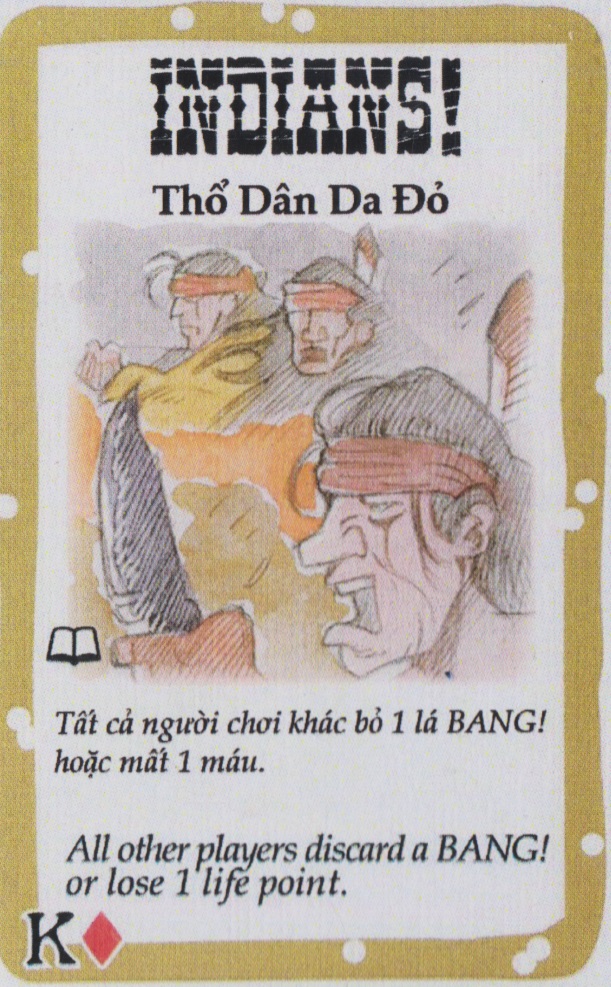 INDIANS!
Thổ Dân Da Đỏ
Tất cả người chơi khác bỏ 1 lá BANG!
hoặc mất 1 máu.
All other players discard a BANG!
or lose 1 life point.
K♦